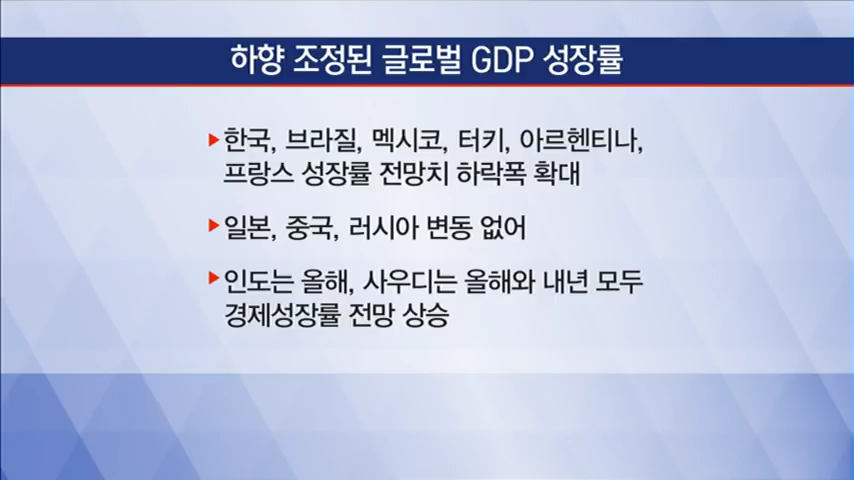 하향 조정된 글로벌 GDP 성장률
한국, 브라질, 멕시코, 터키, 아르헨티나,
프랑스 성장률 전망치 하락폭 확대
일본, 중국, 러시아 변동 없어
인도는 올해, 사우디는 올해와 내년 모두
경제성장률 전망 상승